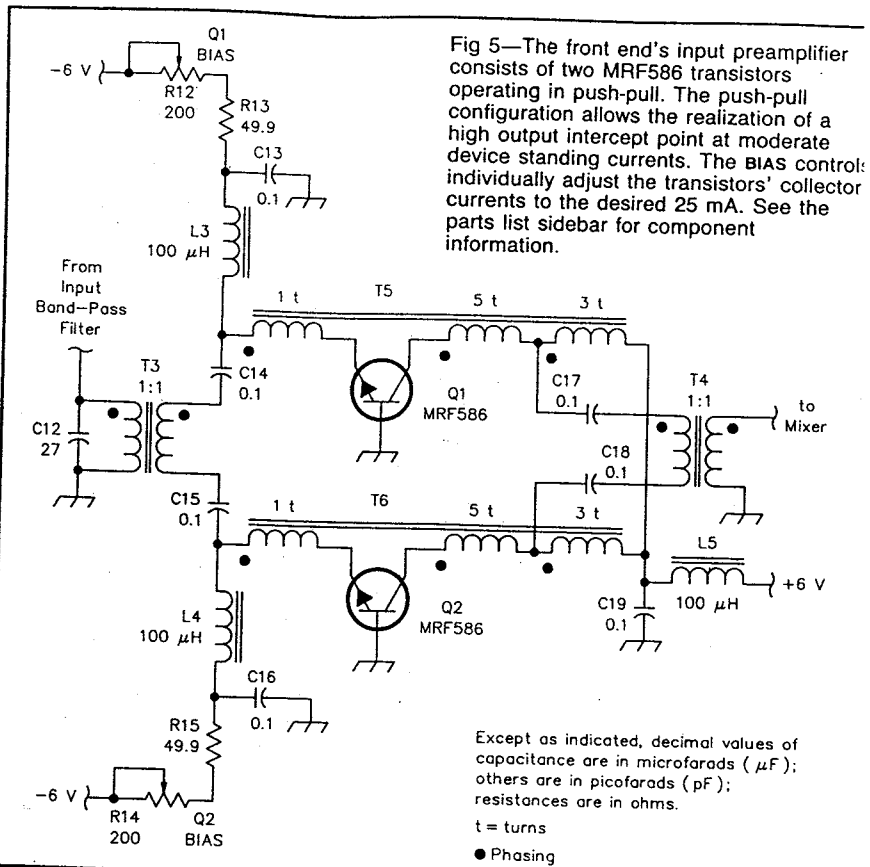 Fig 5—The front end's input preamplifier
consists of two MRF586 transistors
operating in push-pull. The push-pull
configuration allows the realization of a
high output intercept point at moderate
device standing currents. The BIAS controls
individually adjust the transistors' collector
currents to the desired 25 mA. See the
parts list sidebar for component
information.
Q1
BIAS
−6 V
R12
200
R13
49.9
C13
0.1
L3
100 μH
From
Input
Band–Pass
Filter
1 t
T5
5 t
3 t
T3
1:1
C14
0.1
Q1
MRF586
C17
0.1
T4
1:1
to
Mixer
C12
27
C18
0.1
C15
0.1
1 t
T6
5 t
3 t
L5
100 μH
+6 V
L4
100 μH
Q2
MRF586
C19
0.1
C16
0.1
R15
49.9
−6 V
R14
200
Q2
BIAS
Except as indicated, decimal values of
capacitance are in microfarads ( μF);
others are in picofarads ( pF);
resistances are in ohms.
t = turns
● Phasing